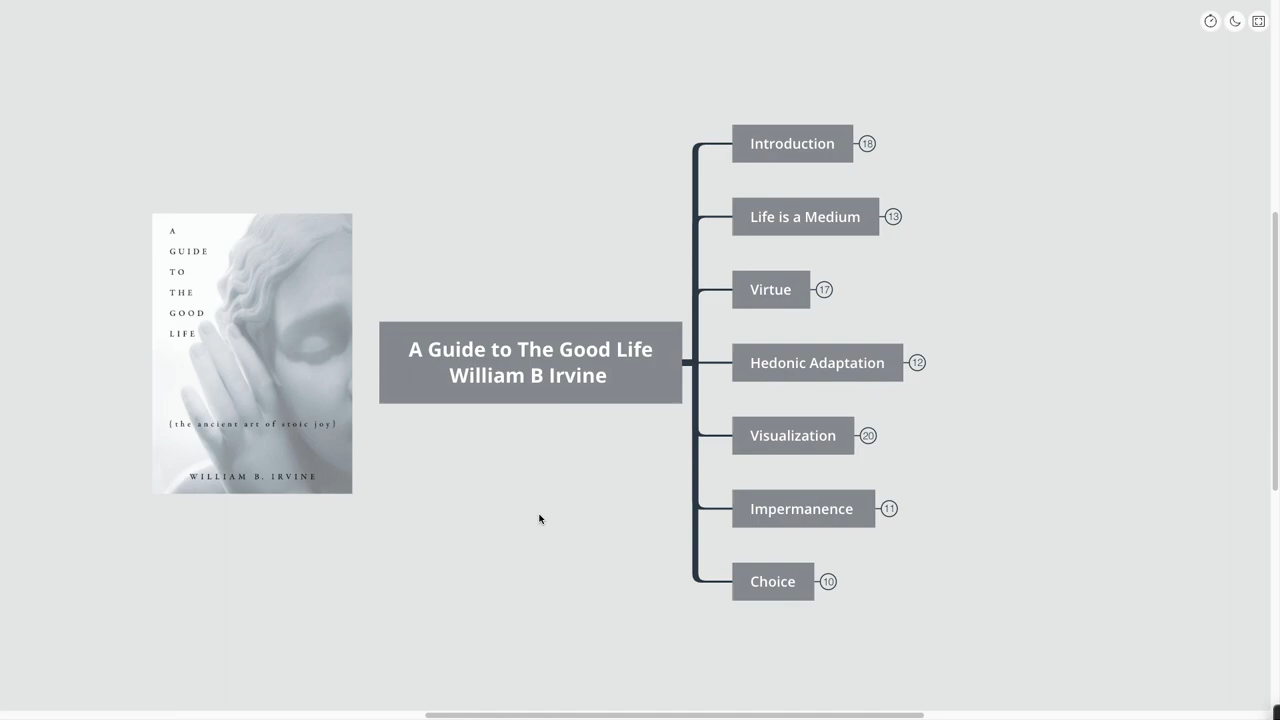 A
GUIDE
TO
THE
GOOD
LIFE
{the ancient art of stoic joy}
WILLIAM B. IRVINE
A Guide to The Good Life
William B Irvine
Introduction 18
Life is a Medium 13
Virtue 17
Hedonic Adaptation 12
Visualization 20
Impermanence 11
Choice 10